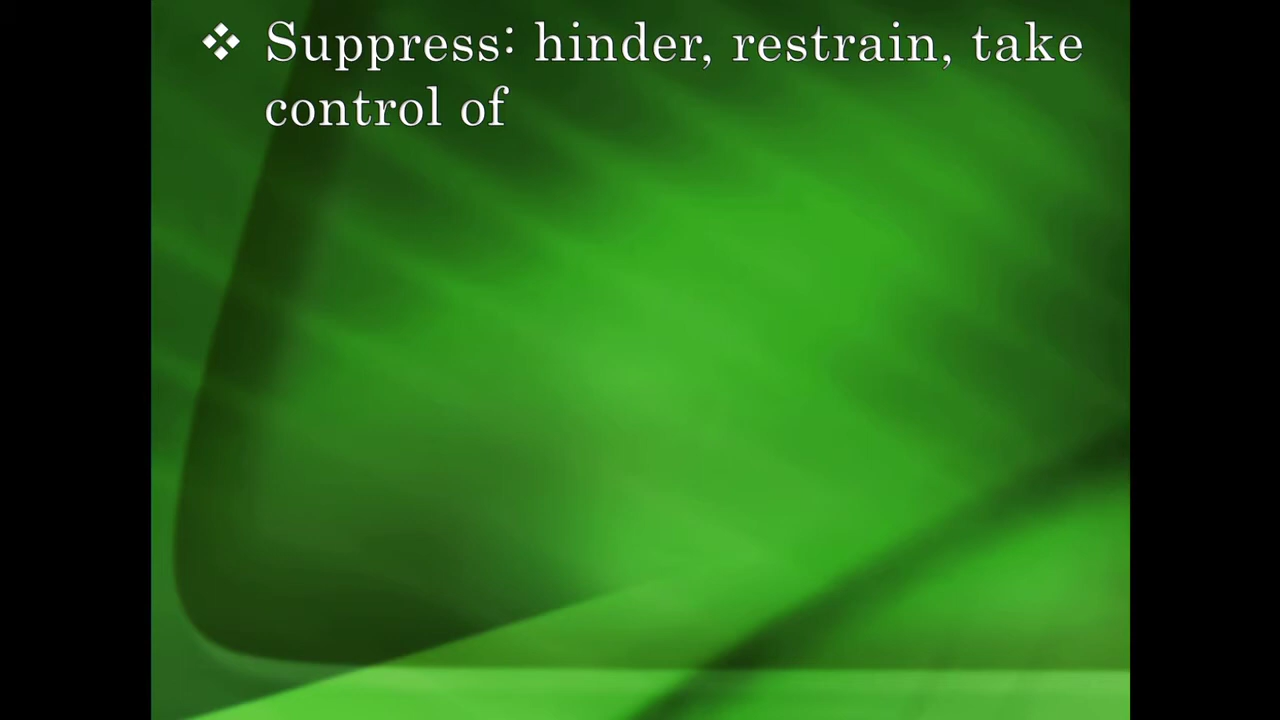 ❖ Suppress: hinder, restrain, take
control of